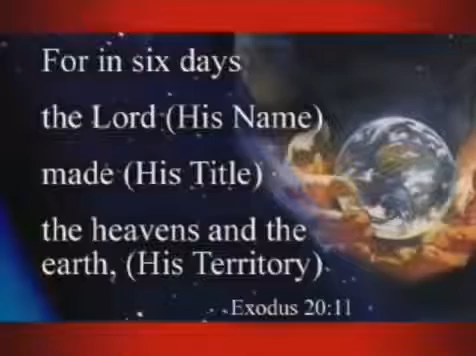 For in six days
the Lord (His Name)
made (His Title)
the heavens and the
earth, (His Territory)
Exodus 20:11